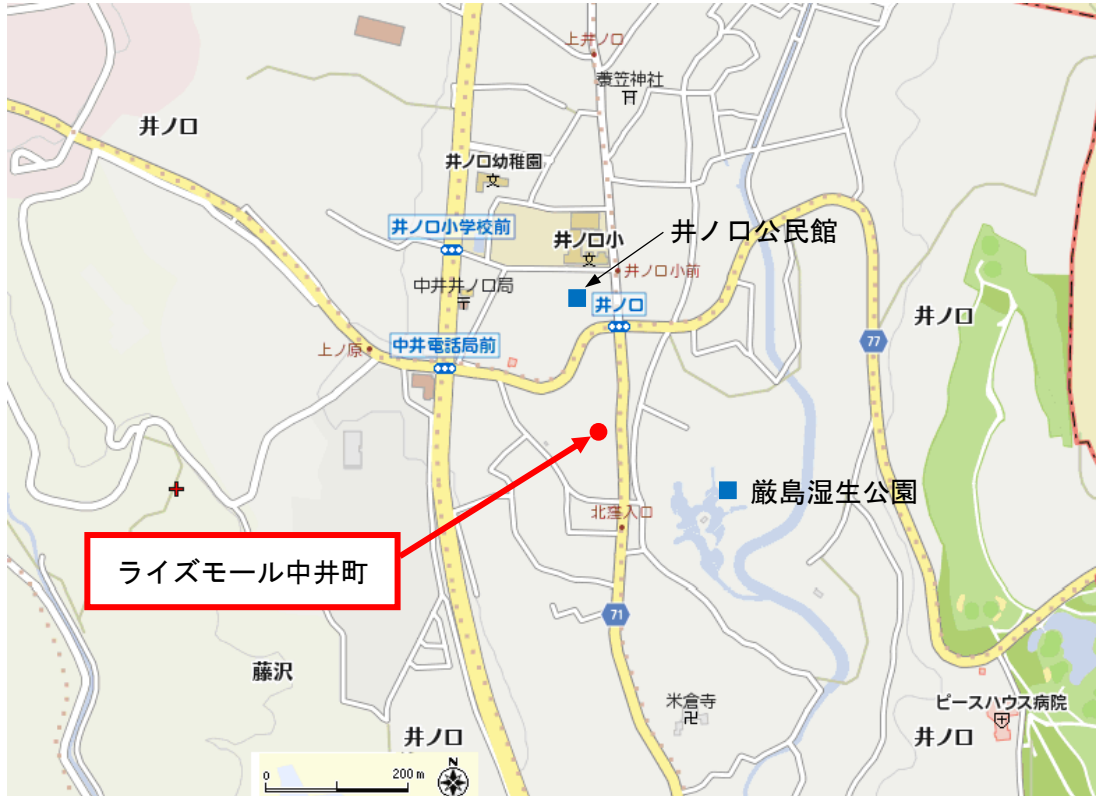 上井ノ口
蓑笠神社
井ノ口
井ノ口幼稚園
井ノ口小学校前
井ノ口小
井ノ口公民館
井ノ口小前
中井井ノ口局
井ノ口
井ノ口
77
上ノ原
中井電話局前
厳島湿生公園
北窪入口
ライズモール中井町
71
藤沢
米倉寺
ピースハウス病院
井ノ口
井ノ口
0
200 m
N